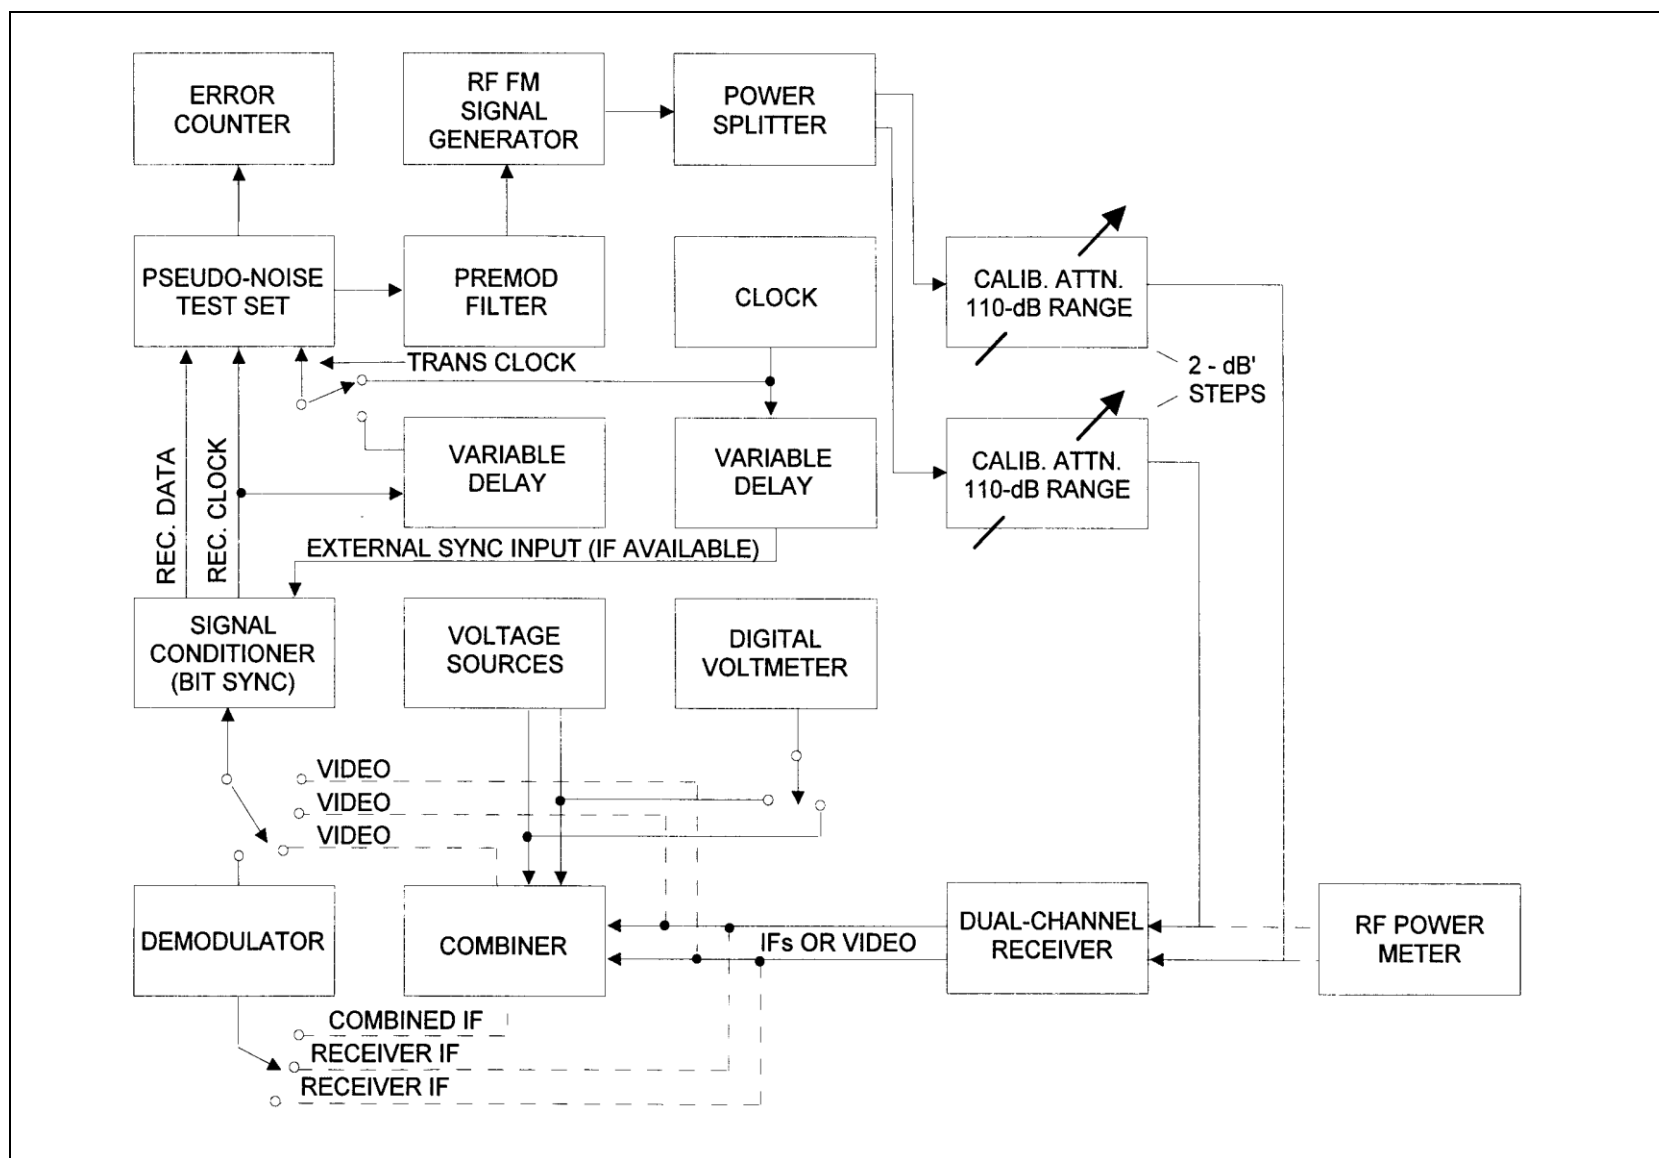 ERROR
COUNTER
RF FM
SIGNAL
GENERATOR
POWER
SPLITTER
PSEUDO-NOISE
TEST SET
PREMOD
FILTER
CLOCK
CALIB. ATTN.
110-dB RANGE
TRANS CLOCK
2 - dB'
STEPS
REC. DATA
REC. CLOCK
VARIABLE
DELAY
VARIABLE
DELAY
CALIB. ATTN.
110-dB RANGE
EXTERNAL SYNC INPUT (IF AVAILABLE)
SIGNAL
CONDITIONER
(BIT SYNC)
VOLTAGE
SOURCES
DIGITAL
VOLTMETER
VIDEO
VIDEO
VIDEO
DEMODULATOR
COMBINER
IFs OR VIDEO
DUAL-CHANNEL
RECEIVER
RF POWER
METER
COMBINED IF
RECEIVER IF
RECEIVER IF